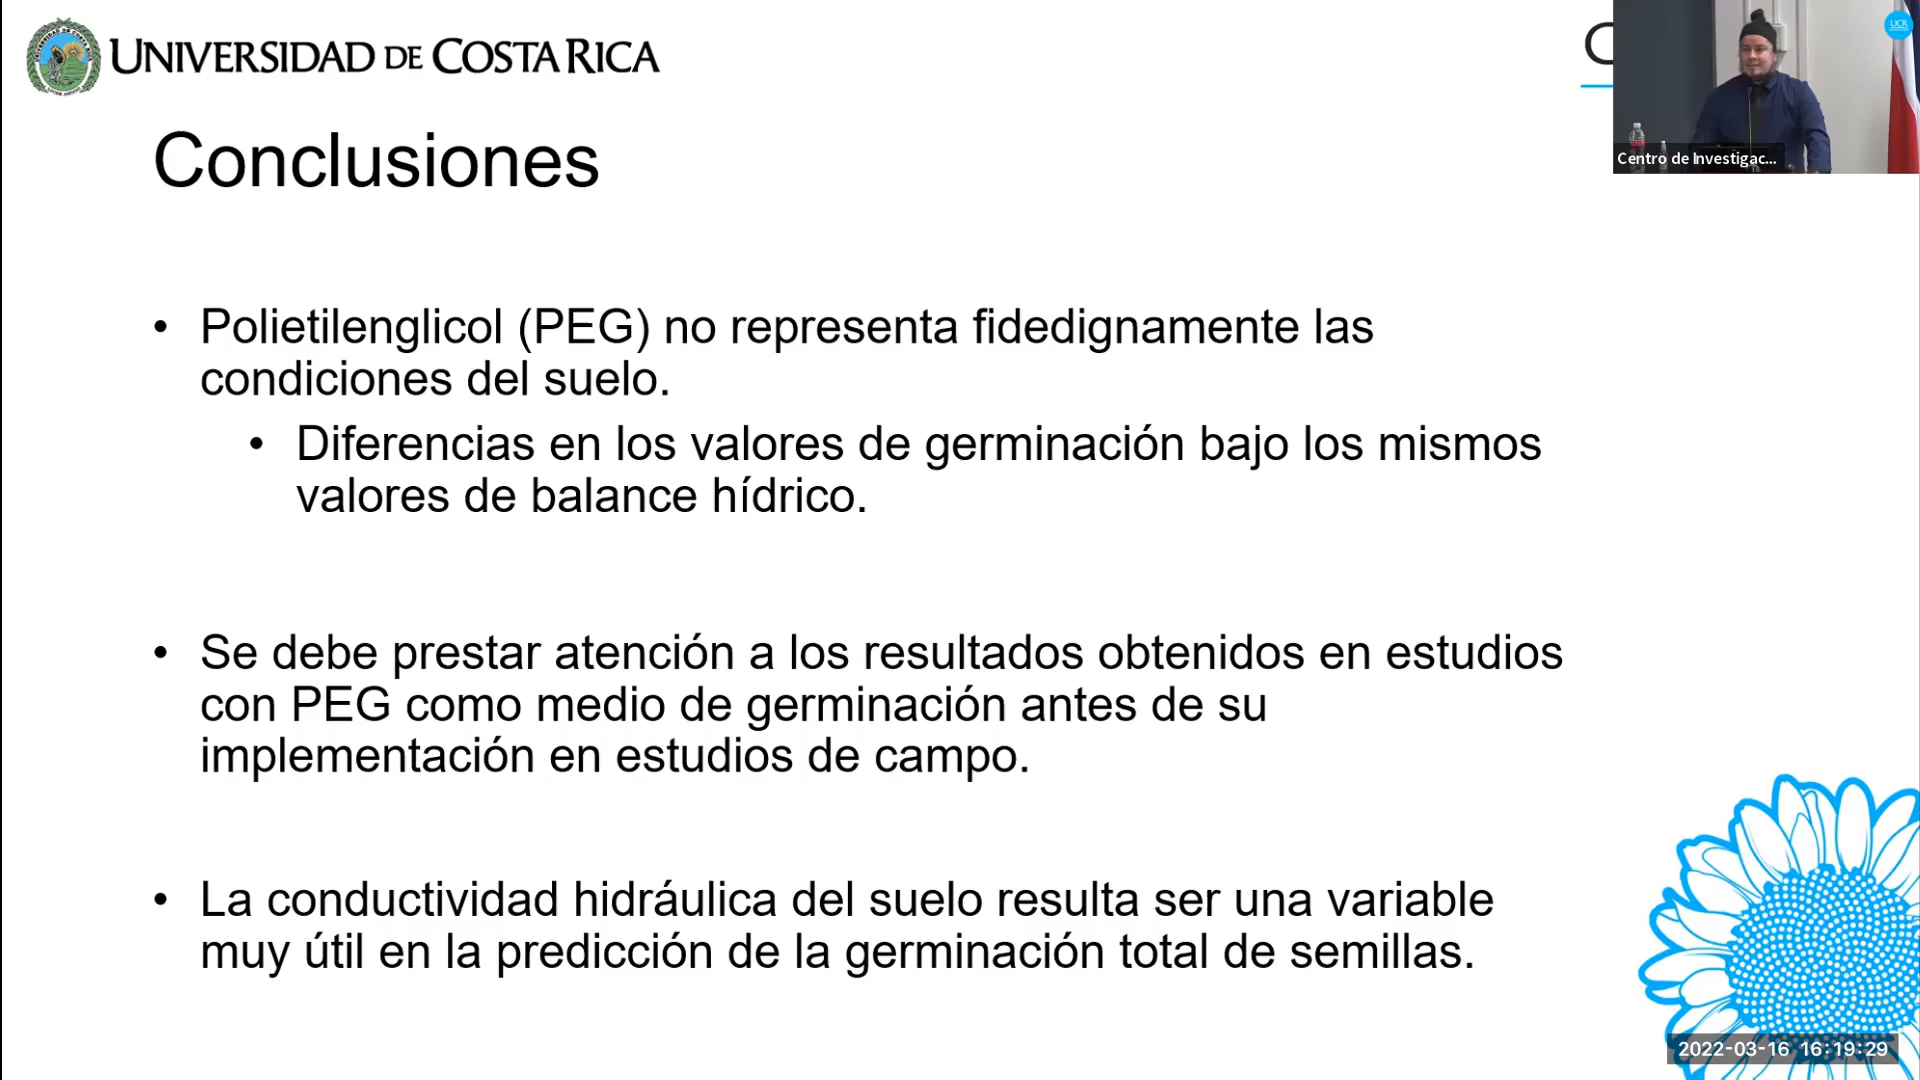 UNIVERSIDAD DE COSTA RICA
UCR
Centro de Investigac...
Conclusiones
• Polietilenglicol (PEG) no representa fidedignamente las
condiciones del suelo.
• Diferencias en los valores de germinación bajo los mismos
valores de balance hídrico.
• Se debe prestar atención a los resultados obtenidos en estudios
con PEG como medio de germinación antes de su
implementación en estudios de campo.
• La conductividad hidráulica del suelo resulta ser una variable
muy útil en la predicción de la germinación total de semillas.
2022-03-16 16:19:29